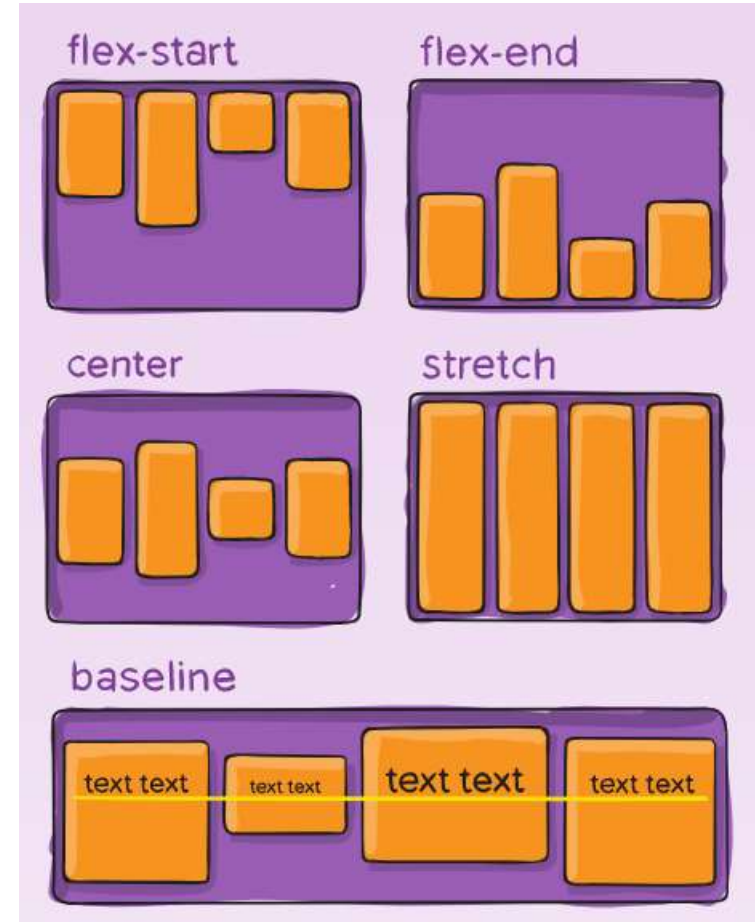 flex-start
flex-end
center
stretch
baseline
text text
text text
text text
text text